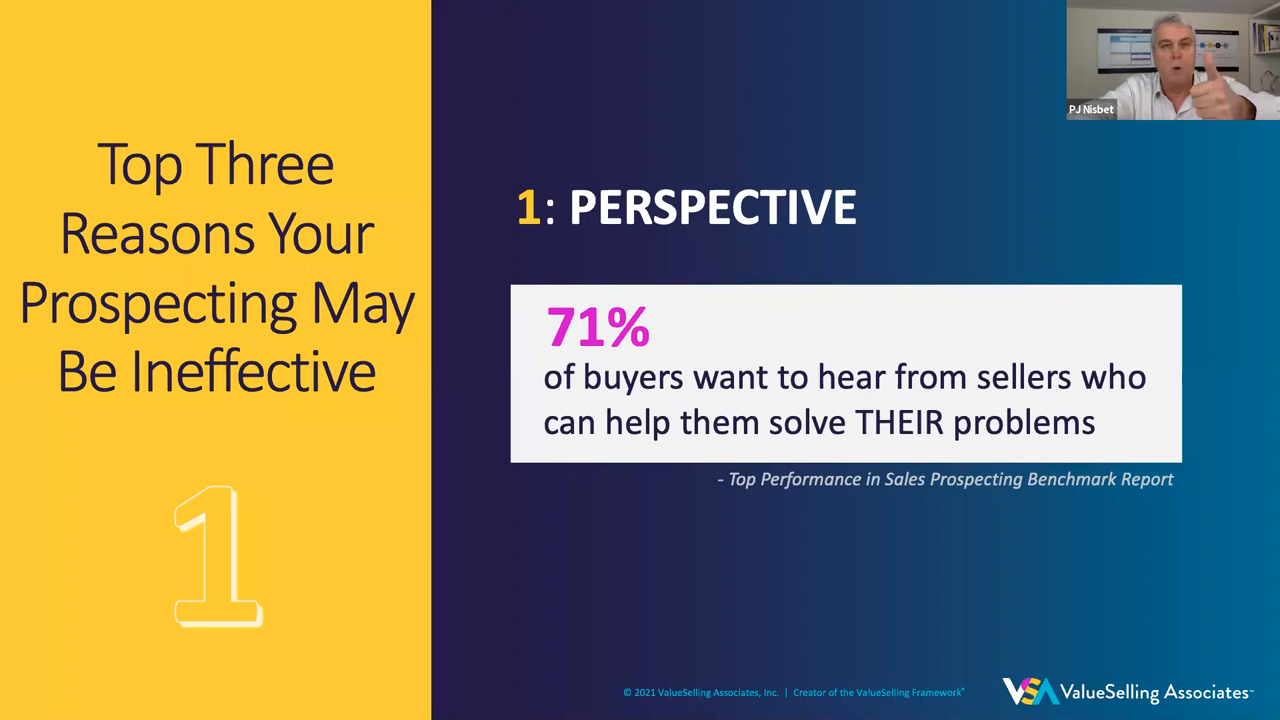 Top Three
Reasons Your
Prospecting May
Be Ineffective
1
1: PERSPECTIVE
71%
of buyers want to hear from sellers who
can help them solve THEIR problems
- Top Performance in Sales Prospecting Benchmark Report
PJ Nisbet
© 2021 ValueSelling Associates, Inc. | Creator of the ValueSelling Framework®
VSA ValueSelling Associates™